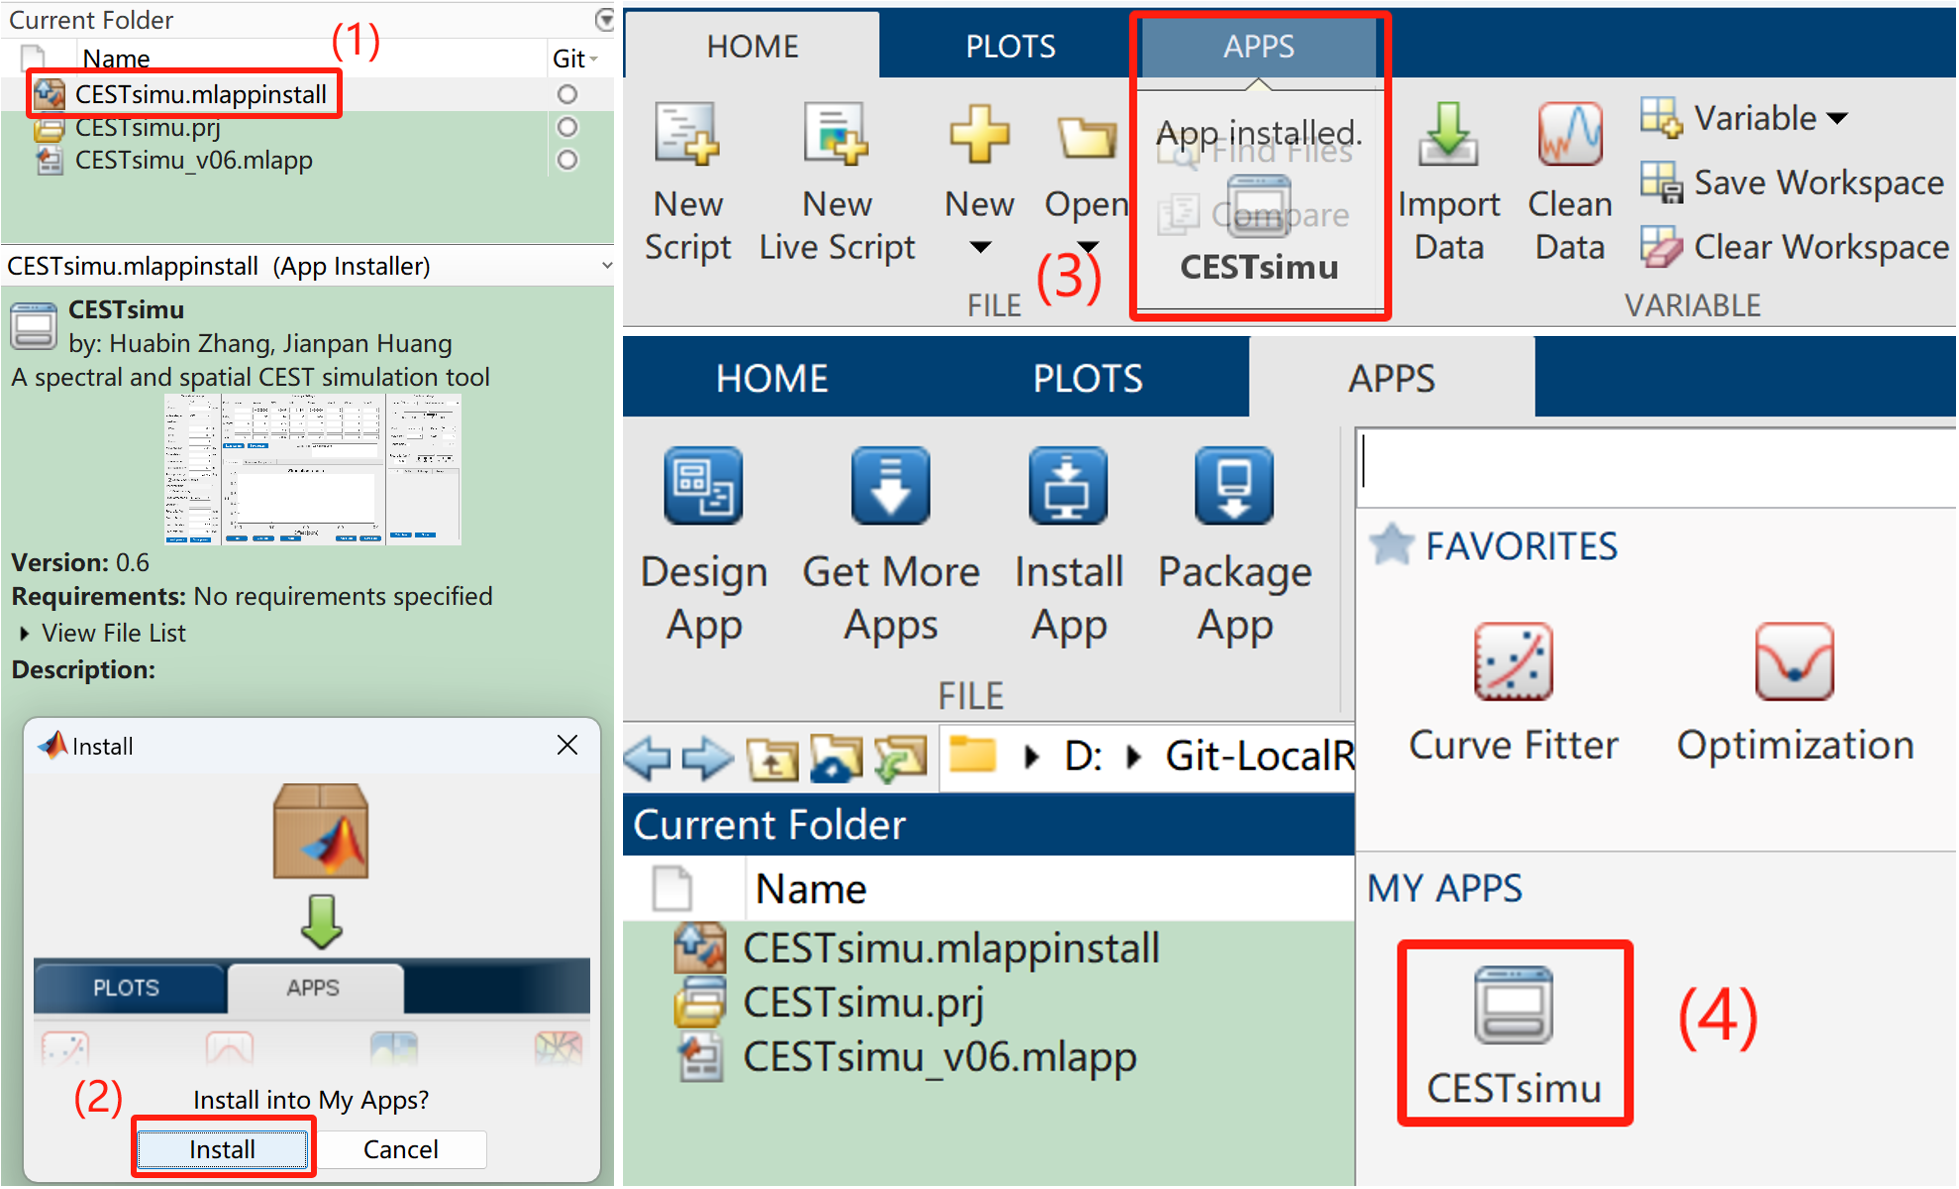 Current Folder
(1)
Name
Git
CESTsimu.mlappinstall
CESTsimu.prj
CESTsimu_v06.mlapp
CESTsimu.mlappinstall (App Installer)
CESTsimu
by: Huabin Zhang, Jianpan Huang
A spectral and spatial CEST simulation tool
Version: 0.6
Requirements: No requirements specified
View File List
Description:
Install
PLOTS
APPS
(2)
Install into My Apps?
Install
Cancel
HOME
PLOTS
APPS
New
Script
New
Live Script
New
Open
FILE
(3)
App installed.
Find Files
Compare
CESTsimu
Import
Data
Clean
Data
Variable
Save Workspace
Clear Workspace
VARIABLE
HOME
PLOTS
APPS
Design
App
Get More
Apps
Install
App
Package
App
FILE
D:
Git-LocalR
Current Folder
Name
CESTsimu.mlappinstall
CESTsimu.prj
CESTsimu_v06.mlapp
FAVORITES
Curve Fitter
Optimization
MY APPS
CESTsimu
(4)